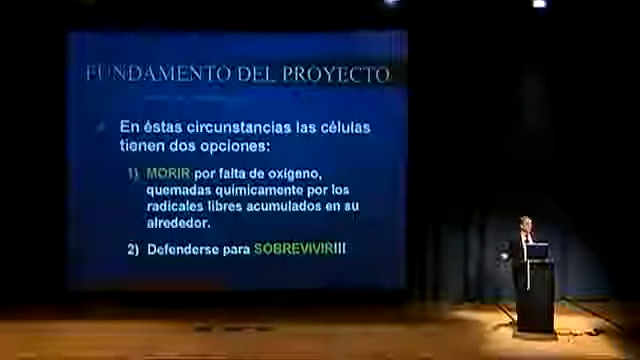 FUNDAMENTO DEL PROYECTO
En éstas circunstancias las células
tienen dos opciones:
1) MORIR por falta de oxígeno,
quemadas químicamente por los
radicales libres acumulados en su
alrededor.
2) Defenderse para SOBREVIVIR!!!